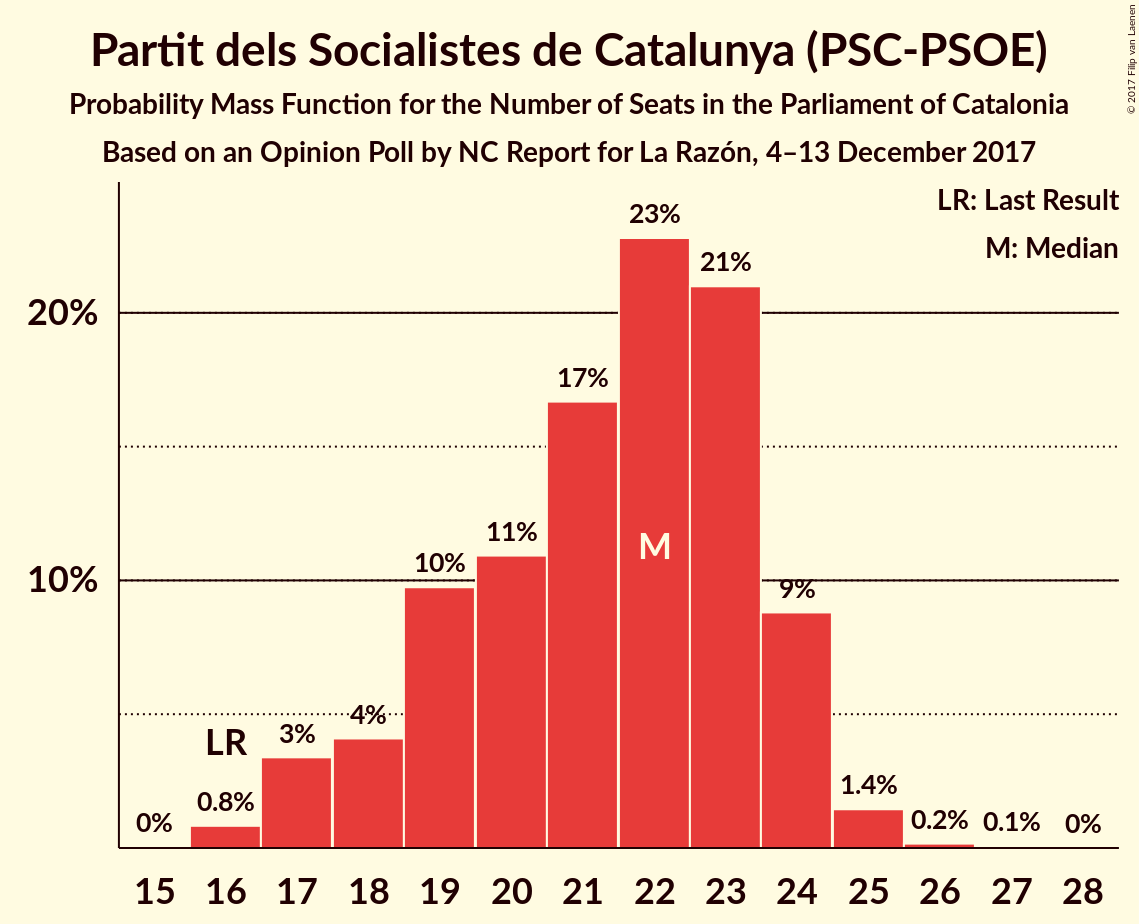 Partit dels Socialistes de Catalunya (PSC-PSOE)
Probability Mass Function for the Number of Seats in the Parliament of Catalonia
Based on an Opinion Poll by NC Report for La Razón, 4–13 December 2017
© 2017 Filip van Laenen
LR: Last Result
M: Median
20%
10%
0%
LR
0.8%
3%
4%
10%
11%
17%
23%
M
21%
9%
1.4%
0.2%
0.1%
0%
15 16 17 18 19 20 21 22 23 24 25 26 27 28